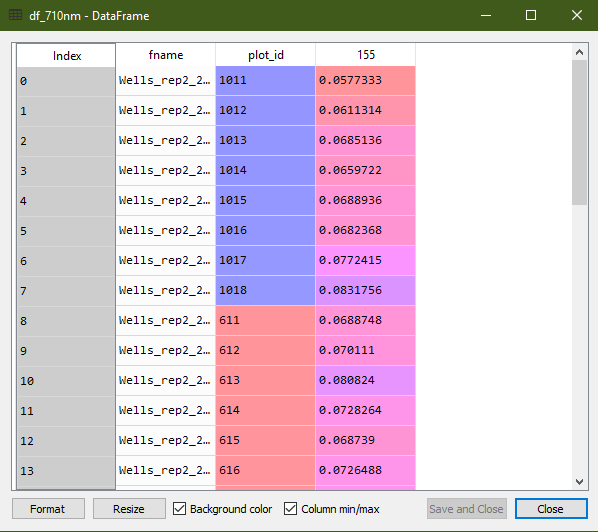 df_710nm - DataFrame
Index fname plot_id 155
0 Wells_rep2_2… 1011 0.0577333
1 Wells_rep2_2… 1012 0.0611314
2 Wells_rep2_2… 1013 0.0685136
3 Wells_rep2_2… 1014 0.0659722
4 Wells_rep2_2… 1015 0.0688936
5 Wells_rep2_2… 1016 0.0682368
6 Wells_rep2_2… 1017 0.0772415
7 Wells_rep2_2… 1018 0.0831756
8 Wells_rep2_2… 611 0.0688748
9 Wells_rep2_2… 612 0.070111
10 Wells_rep2_2… 613 0.080824
11 Wells_rep2_2… 614 0.0728264
12 Wells_rep2_2… 615 0.068739
13 Wells_rep2_2… 616 0.0726488
Format Resize Background color Column min/max Save and Close Close